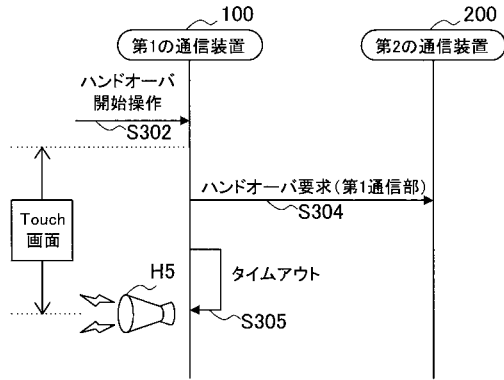 100
200
第1の通信装置
第2の通信装置
ハンドオーバ
開始操作
S302
ハンドオーバ要求(第1通信部)
S304
Touch
画面
H5
タイムアウト
S305